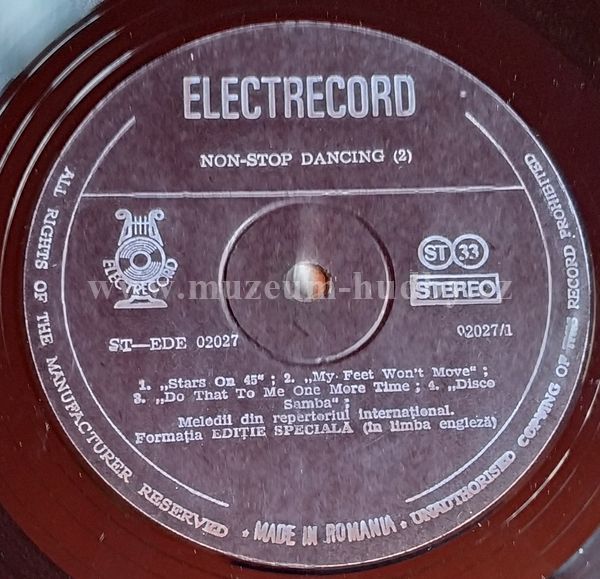 ELECTRECORD
NON-STOP DANCING (2)
ELECTRECORD
ST 33
STEREO
ST—EDE 02027
02027/1
1. „Stars On 45“ ; 2. „My Feet Won't Move“ ;
3. „Do That To Me One More Time ; 4. „Disco
Samba“ ;
Melodii din repertoriul internațional.
Formația EDIȚIE SPECIALĂ (în limba engleză)
ALL RIGHTS OF THE MANUFACTURER RESERVED * MADE IN ROMANIA * UNAUTHORISED COPYING OF THIS RECORD PROHIBITED